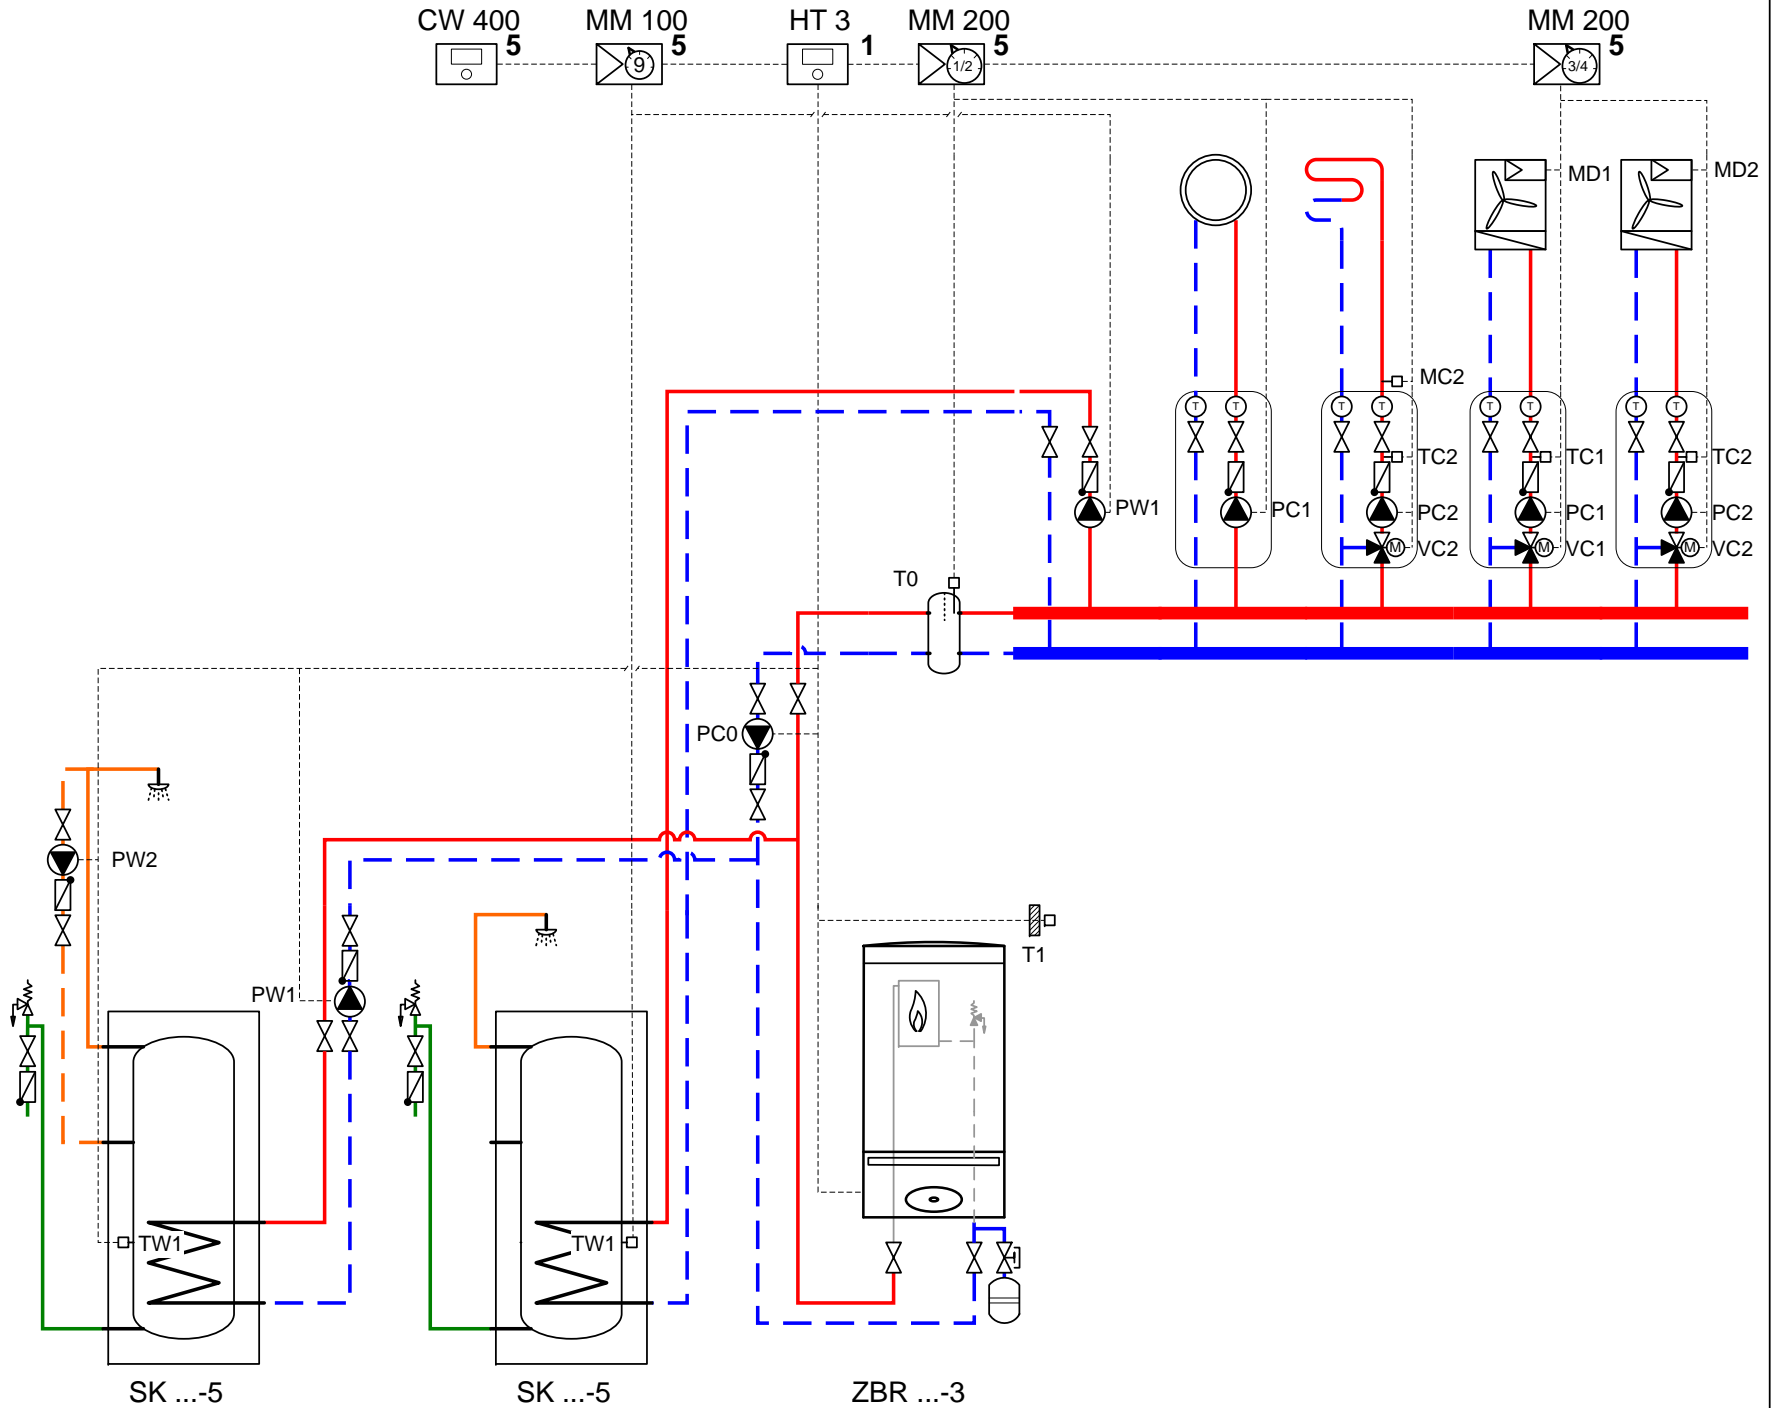 CW 400 MM 100 HT 3 MM 200 MM 200
5 5 1 5 5
9 1/2 3/4
MD1 MD2
MC2
T T T T T T T T
TC2 TC1 TC2
PW1 PC1 PC2 PC1 PC2
M VC2 M VC1 M VC2
T0
PC0
PW2
T1
PW1
TW1 TW1
SK ...-5 SK ...-5 ZBR ...-3